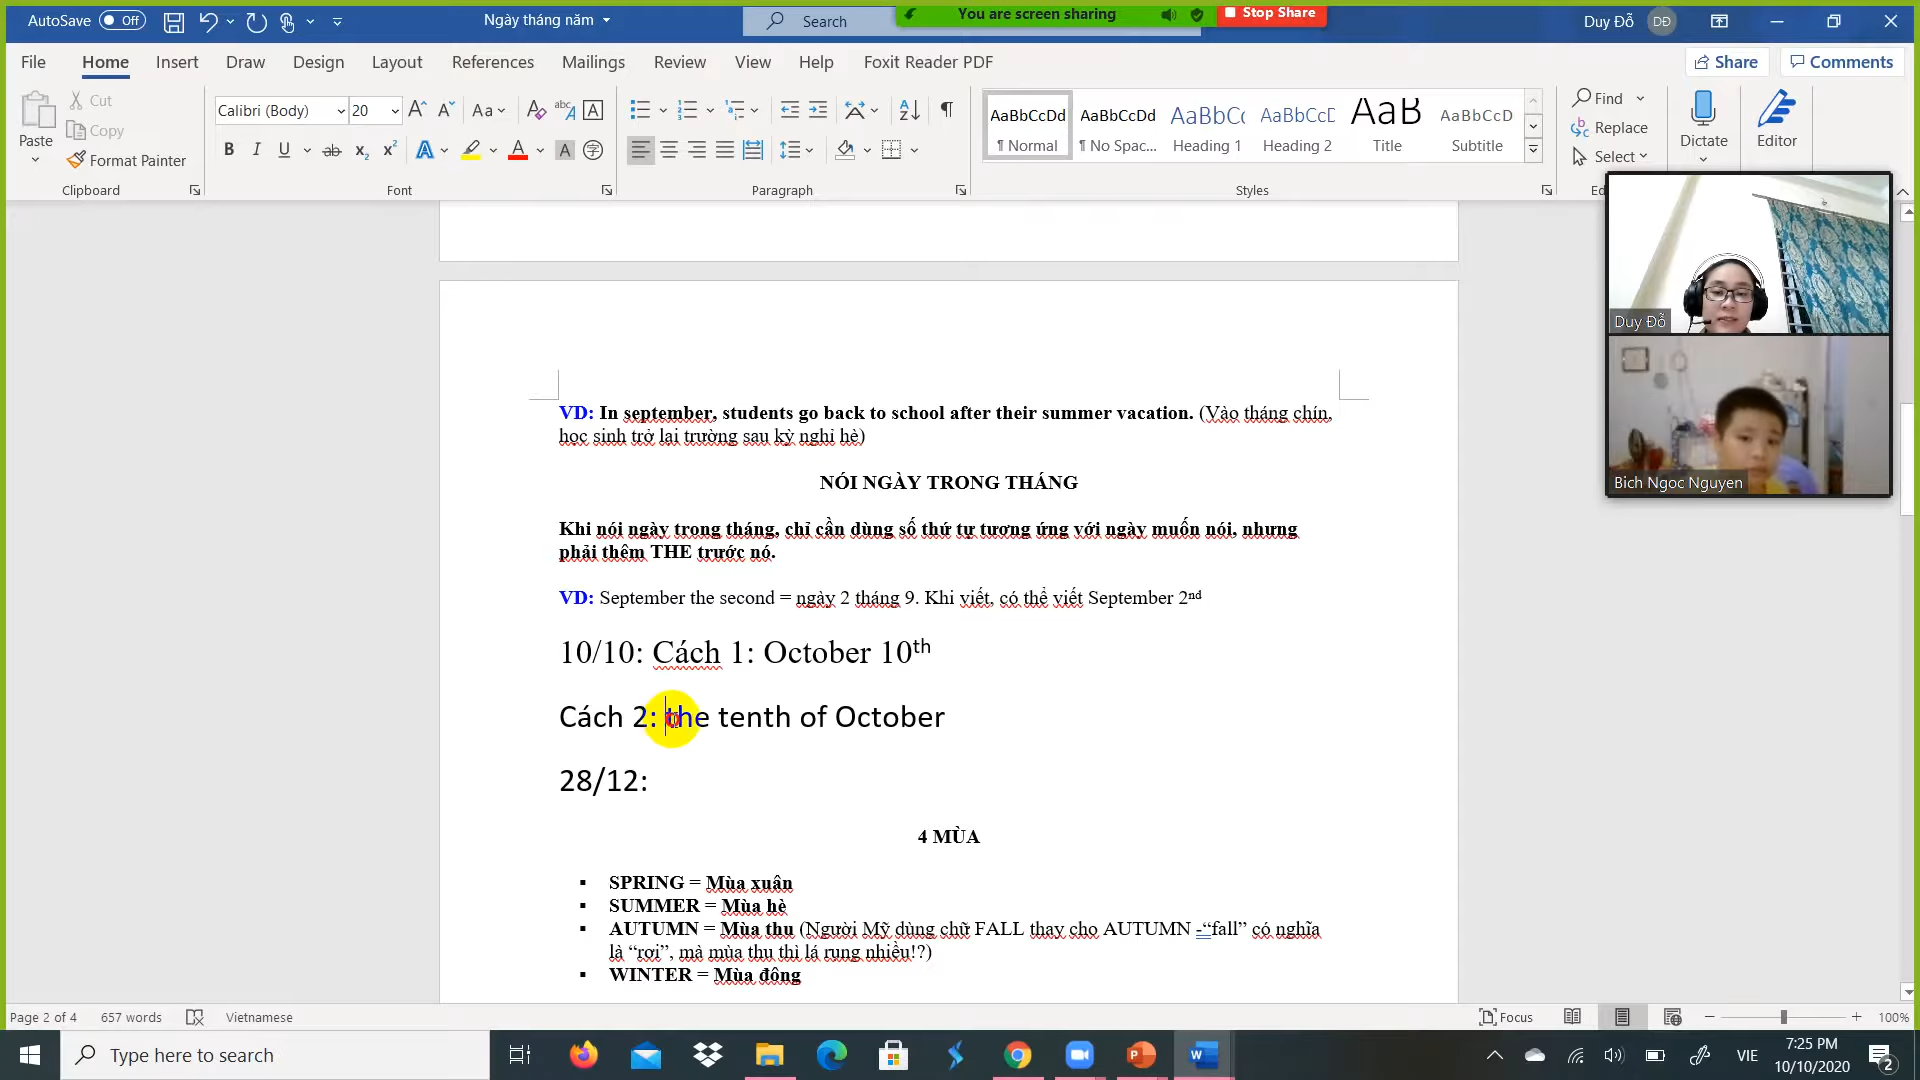 AutoSave Off
Ngày tháng năm
Search
You are screen sharing
Stop Share
Duy Đỗ
DĐ
File Home Insert Draw Design Layout References Mailings Review View Help Foxit Reader PDF
Share
Comments
Paste
Cut
Copy
Format Painter
Clipboard
Calibri (Body) 20
Font
Paragraph
AaBbCcDd AaBbCcDd AaBbCc AaBbCcD AaB AaBbCcD
¶ Normal ¶ No Spac... Heading 1 Heading 2 Title Subtitle
Styles
Find
Replace
Select
Dictate
Editor
Duy Đỗ
Bich Ngoc Nguyen
VD: In september, students go back to school after their summer vacation. (Vào tháng chín,
học sinh trở lại trường sau kỳ nghỉ hè)
NÓI NGÀY TRONG THÁNG
Khi nói ngày trong tháng, chỉ cần dùng số thứ tự tương ứng với ngày muốn nói, nhưng
phải thêm THE trước nó.
VD: September the second = ngày 2 tháng 9. Khi viết, có thể viết September 2nd
10/10: Cách 1: October 10th
Cách 2: the tenth of October
28/12:
4 MÙA
▪ SPRING = Mùa xuân
▪ SUMMER = Mùa hè
▪ AUTUMN = Mùa thu (Người Mỹ dùng chữ FALL thay cho AUTUMN -“fall” có nghĩa
là “rơi”, mà mùa thu thì lá rụng nhiều!?)
▪ WINTER = Mùa đông
Page 2 of 4 657 words Vietnamese
Focus
100%
Type here to search
VIE
7:25 PM
10/10/2020
2